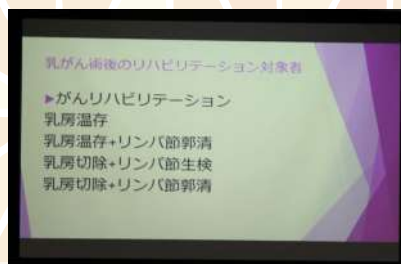 乳がん術後のリハビリテーション対象者
▶がんリハビリテーション
乳房温存
乳房温存+リンパ節郭清
乳房切除+リンパ節生検
乳房切除+リンパ節郭清